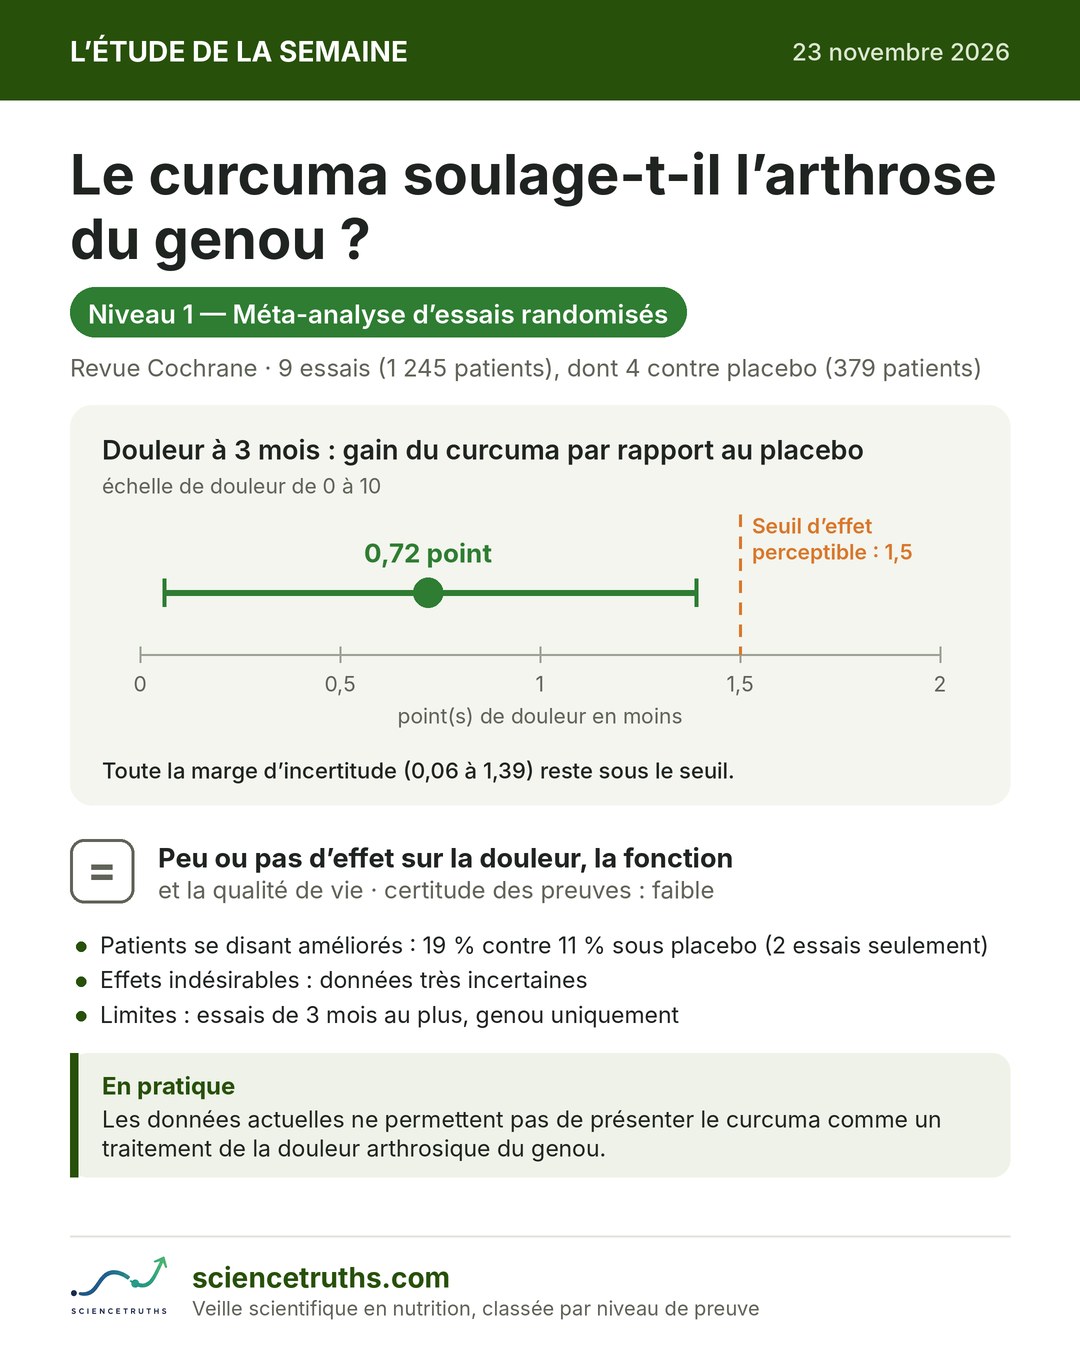 L’ÉTUDE DE LA SEMAINE
23 novembre 2026
Le curcuma soulage-t-il l’arthrose
du genou ?
Niveau 1 — Méta-analyse d’essais randomisés
Revue Cochrane · 9 essais (1 245 patients), dont 4 contre placebo (379 patients)
Douleur à 3 mois : gain du curcuma par rapport au placebo
échelle de douleur de 0 à 10
Seuil d’effet
perceptible : 1,5
0,72 point
0 0,5 1 1,5 2
point(s) de douleur en moins
Toute la marge d’incertitude (0,06 à 1,39) reste sous le seuil.
=
Peu ou pas d’effet sur la douleur, la fonction
et la qualité de vie · certitude des preuves : faible
• Patients se disant améliorés : 19 % contre 11 % sous placebo (2 essais seulement)
• Effets indésirables : données très incertaines
• Limites : essais de 3 mois au plus, genou uniquement
En pratique
Les données actuelles ne permettent pas de présenter le curcuma comme un
traitement de la douleur arthrosique du genou.
SCIENCETRUTHS
sciencetruths.com
Veille scientifique en nutrition, classée par niveau de preuve